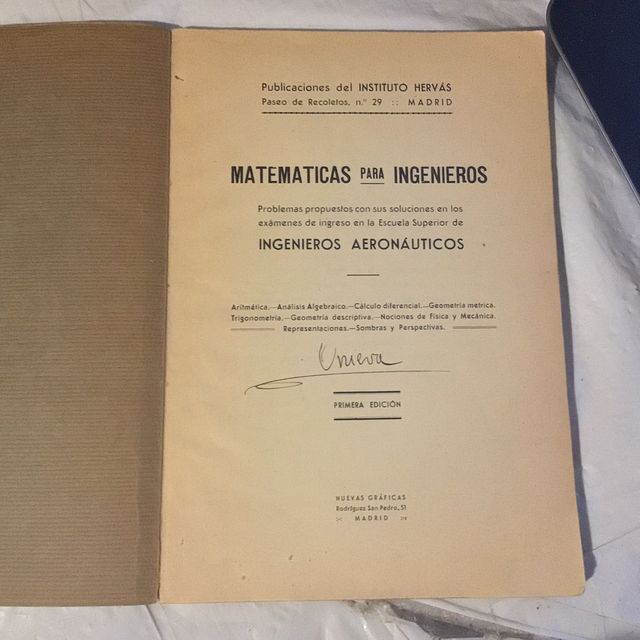 Publicaciones del INSTITUTO HERVÁS
Paseo de Recoletos, n.º 29 :: MADRID
MATEMATICAS PARA INGENIEROS
Problemas propuestos con sus soluciones en los
exámenes de ingreso en la Escuela Superior de
INGENIEROS AERONÁUTICOS
Aritmética.—Análisis Algebraico.—Cálculo diferencial.—Geometría metrica.
Trigonometría.—Geometría descriptiva.—Nociones de Física y Mecánica.
Representaciones.—Sombras y Perspectivas.
PRIMERA EDICIÓN
NUEVAS GRÁFICAS
Rodríguez San Pedro, 51
MADRID